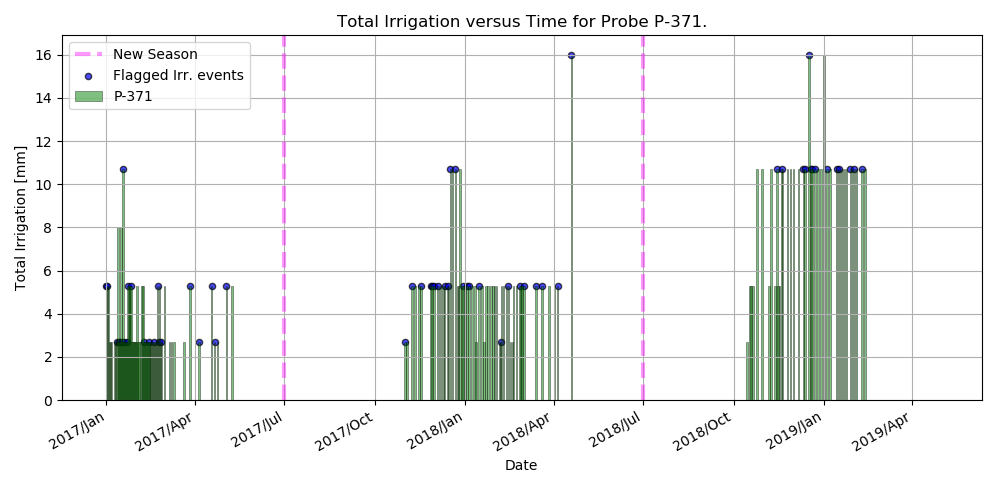 Total Irrigation versus Time for Probe P-371.
New Season
Flagged Irr. events
P-371
Total Irrigation [mm]
16
14
12
10
8
6
4
2
0
2017/Jan
2017/Apr
2017/Jul
2017/Oct
2018/Jan
2018/Apr
2018/Jul
2018/Oct
2019/Jan
2019/Apr
Date